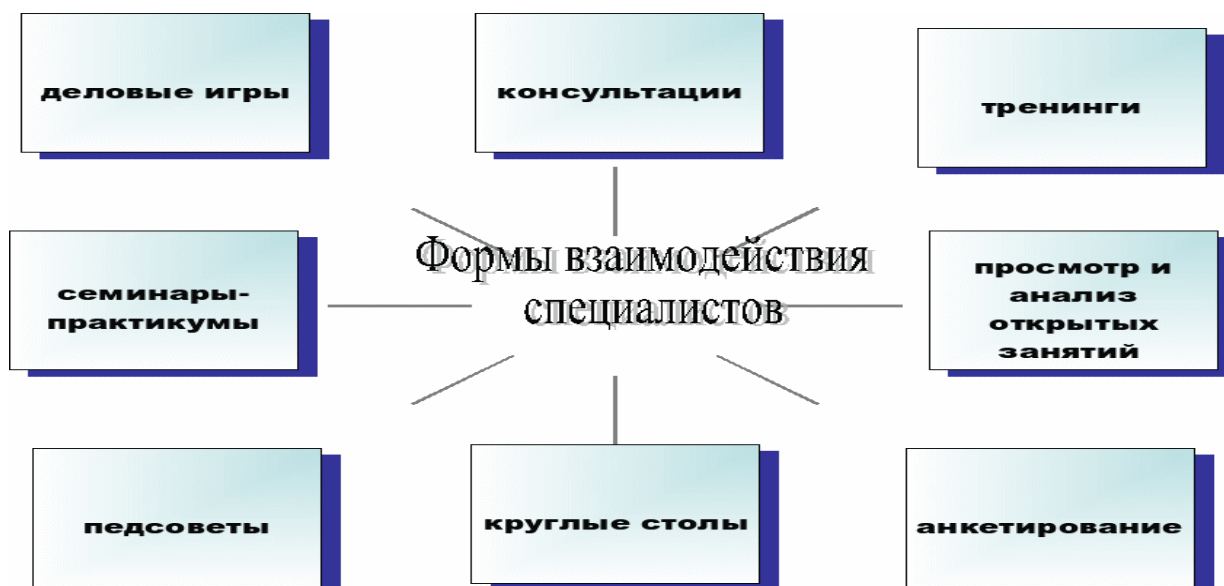 деловые игры
консультации
тренинги
Формы взаимодействия
специалистов
семинары-
практикумы
просмотр и
анализ
открытых
занятий
педсоветы
круглые столы
анкетирование